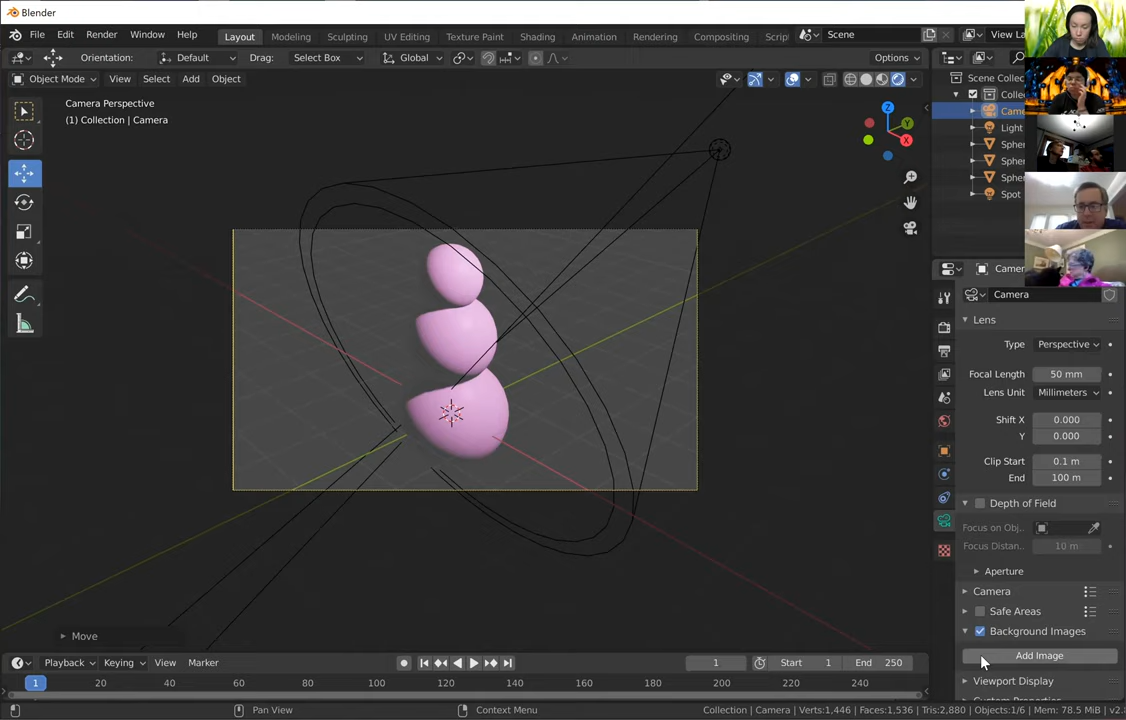 Blender
File Edit Render Window Help Layout Modeling Sculpting UV Editing Texture Paint Shading Animation Rendering Compositing Scrip Scene View La
Orientation: Default Drag: Select Box Global Options
Object Mode View Select Add Object
Scene Collec
Camera Perspective
(1) Collection | Camera
Collec
Came
Light
Spher
Spher
Spher
Spot
Z
Y
X
Camer
Camera
Lens
Type Perspective
Focal Length 50 mm
Lens Unit Millimeters
Shift X 0.000
Y 0.000
Clip Start 0.1 m
End 100 m
Depth of Field
Focus on Obj..
Focus Distan.. 10 m
Aperture
Camera
Safe Areas
Background Images
Add Image
Viewport Display
Move
Playback Keying View Marker 1 Start 1 End 250
1 20 40 60 80 100 120 140 160 180 200 220 240
Pan View Context Menu Collection | Camera | Verts:1,446 | Faces:1,536 | Tris:2,880 | Objects:1/6 | Mem: 78.5 MiB | v2.8